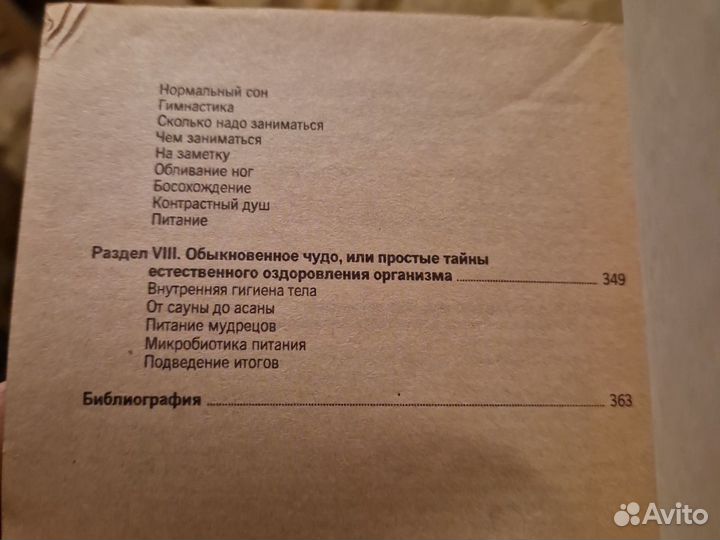 Нормальный сон
Гимнастика
Сколько надо заниматься
Чем заниматься
На заметку
Обливание ног
Босохождение
Контрастный душ
Питание
Раздел VIII. Обыкновенное чудо, или простые тайны
естественного оздоровления организма 349
Внутренняя гигиена тела
От сауны до асаны
Питание мудрецов
Микробиотика питания
Подведение итогов
Библиография 363
Avito